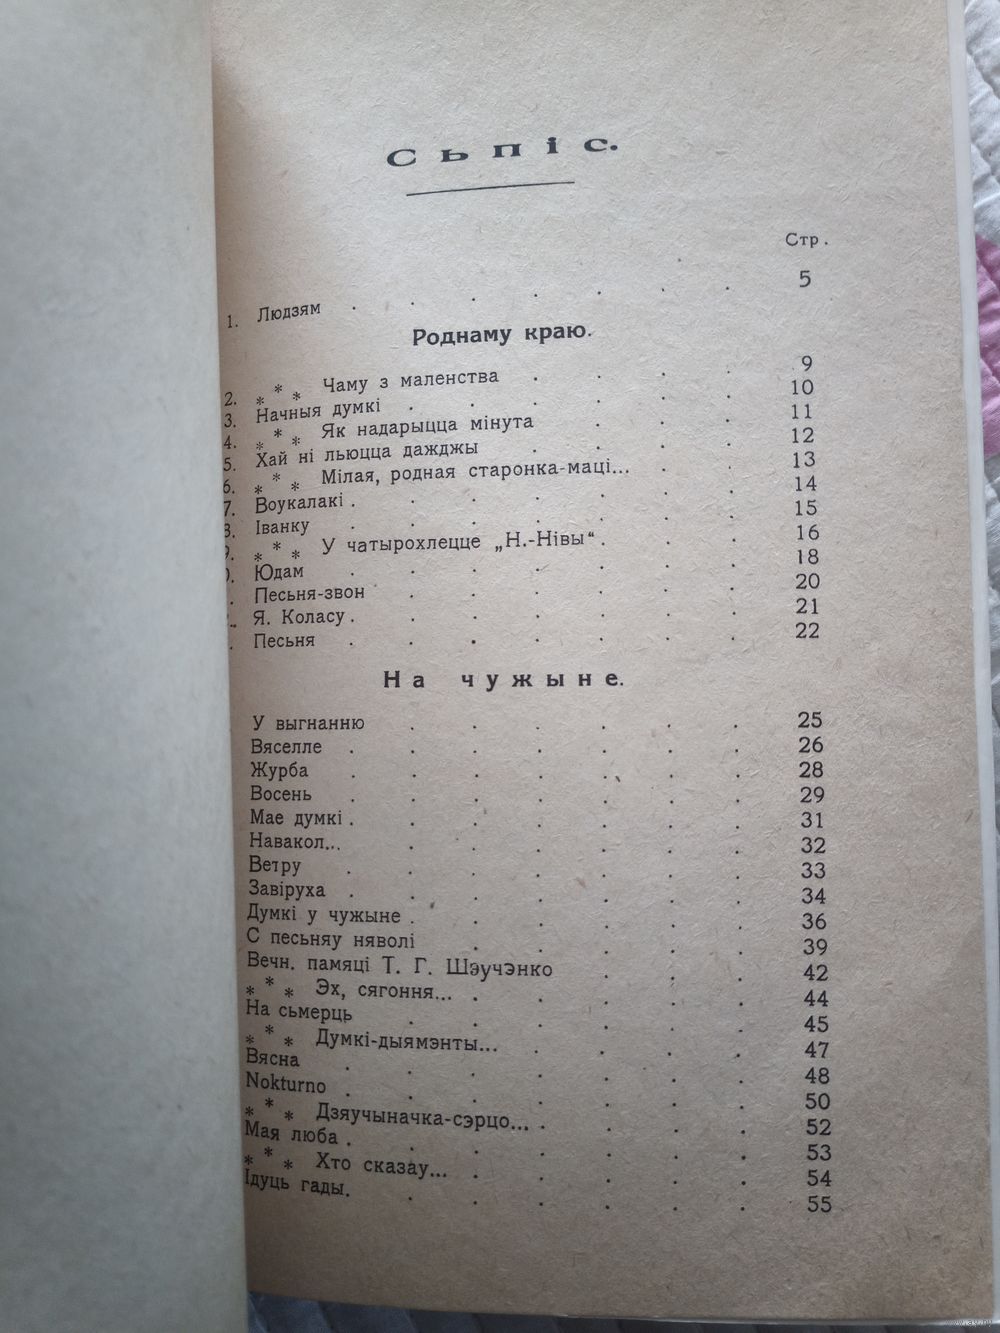 Сьпіс.
Стр.
1. Людзям . . . . . . . 5
Роднаму краю.
2. * * * Чаму з маленства . . . . 9
3. Начныя думкі . . . . . . 10
4. * * * Як надарыцца мінута . . . 11
5. Хай ні льюцца дажджы . . . . 12
6. * * * Мілая, родная старонка-маці... . . 13
7. Воукалакі . . . . . . . 14
8. Іванку . . . . . . . 15
9. * * * У чатырохлецце „Н.-Нівы“ . . . 16
Юдам . . . . . . . 18
Песьня-звон . . . . . . 20
Я. Коласу . . . . . . . 21
Песьня . . . . . . . 22
На чужыне.
У выгнанню . . . . . . 25
Вяселле . . . . . . . 26
Журба . . . . . . . 28
Восень . . . . . . . 29
Мае думкі . . . . . . . 31
Навакол... . . . . . . 32
Ветру . . . . . . . 33
Завіруха . . . . . . . 34
Думкі у чужыне . . . . . . 36
С песьняу няволі . . . . . 39
Вечн. памяці Т. Г. Шэучэнко . . . 42
* * * Эх, сягоння... . . . . . 44
На сьмерць . . . . . . 45
* * * Думкі-дыямэнты... . . . . 47
Вясна . . . . . . . 48
Nokturno . . . . . . . 50
* * * Дзяучыначка-сэрцо... . . . . 52
Мая люба . . . . . . . 53
* * * Хто сказау... . . . . . 54
Ідуць гады. . . . . . . 55